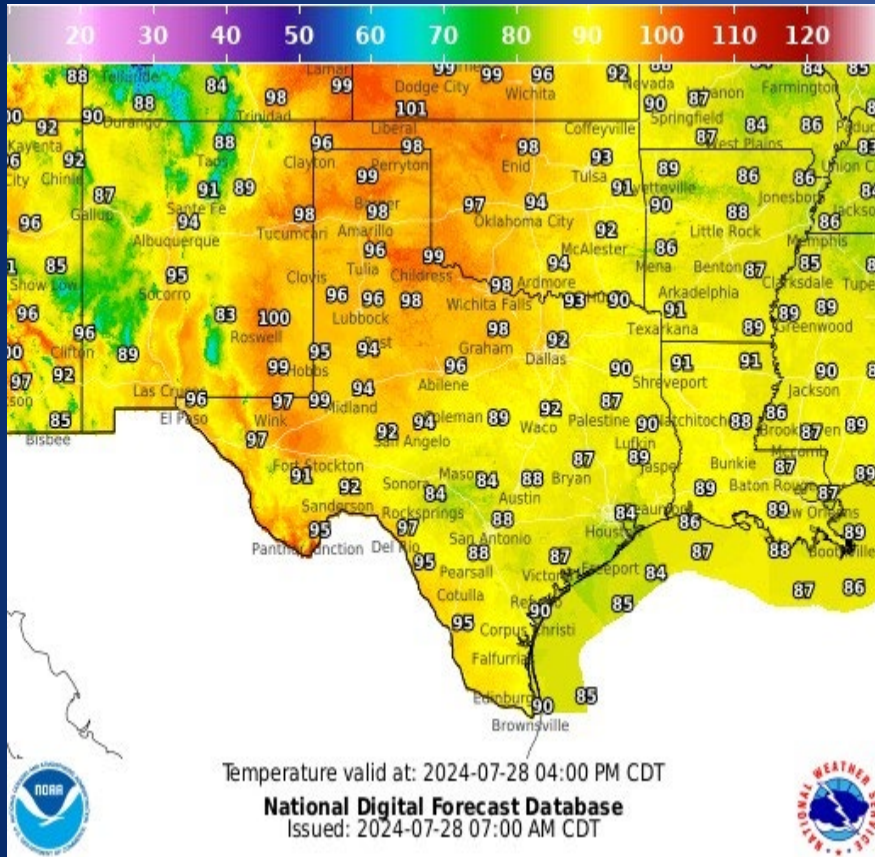 20 30 40 50 60 70 80 90 100 110 120
88 84 98 99 99 99 96 92 88 84 84 85
Telluride Lamar Dodge City Wichita Nevada Lebanon Farmington
88 101 90 87
Durango Trinidad Liberal Coffeyville Springfield
90 92 88 96 98 98 93 87 84 86 83
Kayenta Taos Clayton Perryton Enid Tulsa West Plains Union C
92 99 89 86 89
Chinle Jonesboro
City
87 91 89 97 94 91 90 88
Gallup Santa Fe Oklahoma City
96 94 98 98 92 86
Albuquerque Tucumcari Amarillo McAlester Little Rock Memphis
85 95 96 99 94 86 87 85
Show Low Socorro Clovis Tulia Childress Ardmore Mena Benton Clarksdale
96 83 100 96 96 98 98 93 90 91 89 89 89
Roswell Lubbock Wichita Falls Arkadelphia Texarkana Greenwood
96 98 92
Clifton Graham Dallas
92 89 99 95 94 96 90 91 91 90
Hobbs Abilene Shreveport Jackson
97 94
Las Cruces Midland
96 97 99 92 87 86
El Paso Wink Coleman Waco Palestine
85 94 89 90 88 87 89
Bisbee San Angelo Lufkin
97 92 87 89 87
Fort Stockton Bryan Jasper Bunkie Mccomb
91 92 84 84 88 89 87 89
Sanderson Sonora Rocksprings Austin Baton Rouge
95 97 88 84 86 89 89
Panther Junction Del Rio San Antonio
95 88 87 87 88
Pearsall Freeport
84 87 86
Cotulla
95 90 85
Corpus Christi
Falfurrias
90 85
Edinburg
Brownsville
Temperature valid at: 2024-07-28 04:00 PM CDT
National Digital Forecast Database
Issued: 2024-07-28 07:00 AM CDT
NOAA
NATIONAL WEATHER SERVICE